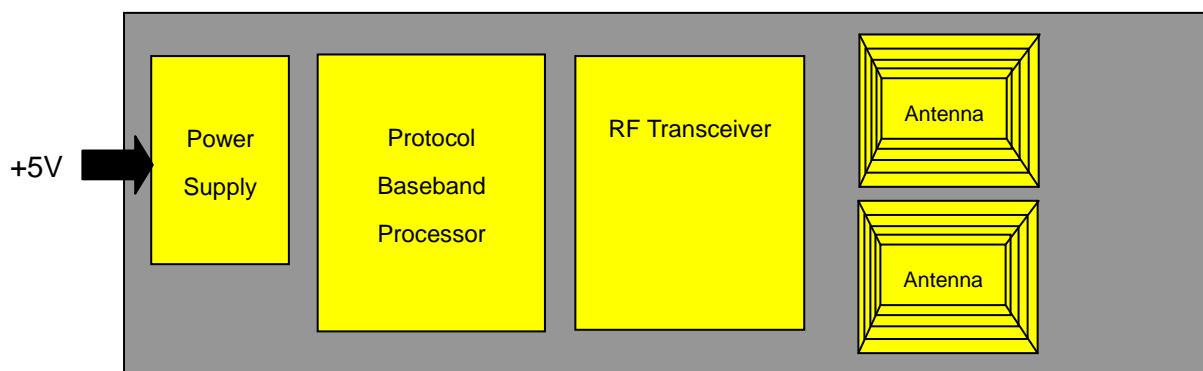 +5V
Power
Supply
Protocol
Baseband
Processor
RF Transceiver
Antenna
Antenna